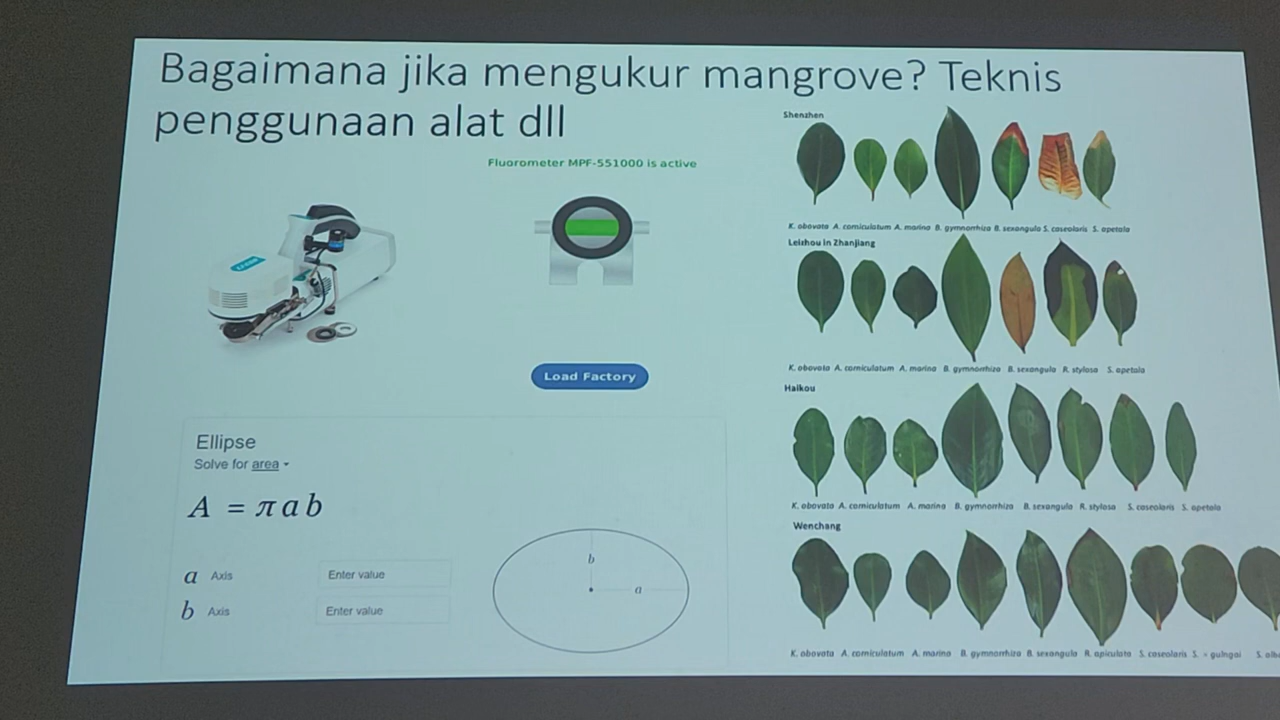 Bagaimana jika mengukur mangrove? Teknis
penggunaan alat dll
Fluorometer MPF-551000 is active
Load Factory
Ellipse
Solve for area
A = π a b
a Axis Enter value
b Axis Enter value
b
a
Shenzhen
K. obovata A. corniculatum A. marina B. gymnorrhiza B. sexangula S. caseolaris S. apetala
Leizhou in Zhanjiang
K. obovata A. corniculatum A. marina B. gymnorrhiza B. sexangula R. stylosa S. apetala
Haikou
K. obovata A. corniculatum A. marina B. gymnorrhiza B. sexangula R. stylosa S. caseolaris S. apetala
Wenchang
K. obovata A. corniculatum A. marina B. gymnorrhiza B. sexangula R. apiculata S. caseolaris S. × gulngai S.